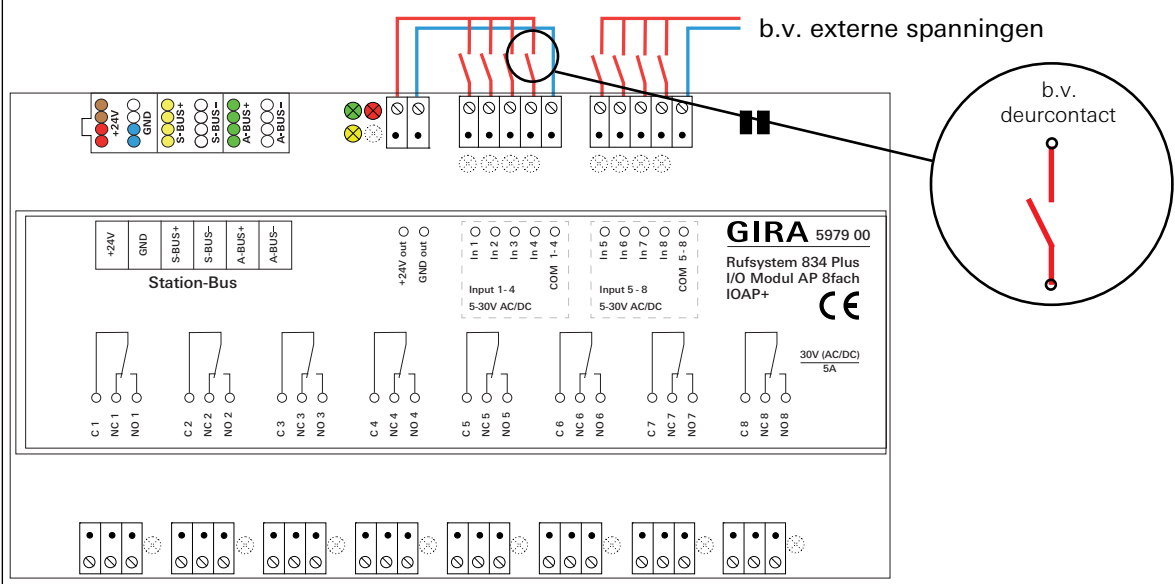 b.v. externe spanningen
b.v.
deurcontact
+24V
GND
S-BUS+
S-BUS–
A-BUS+
A-BUS–
+24V
GND
S-BUS+
S-BUS–
A-BUS+
A-BUS–
Station-Bus
+24V out
GND out
In 1
In 2
In 3
In 4
COM 1-4
Input 1-4
5-30V AC/DC
In 5
In 6
In 7
In 8
COM 5-8
Input 5-8
5-30V AC/DC
GIRA 5979 00
Rufsystem 834 Plus
I/O Modul AP 8fach
IOAP+
CE
30V (AC/DC)
5A
C 1
NC 1
NO 1
C 2
NC 2
NO 2
C 3
NC 3
NO 3
C 4
NC 4
NO 4
C 5
NC 5
NO 5
C 6
NC 6
NO 6
C 7
NC 7
NO 7
C 8
NC 8
NO 8